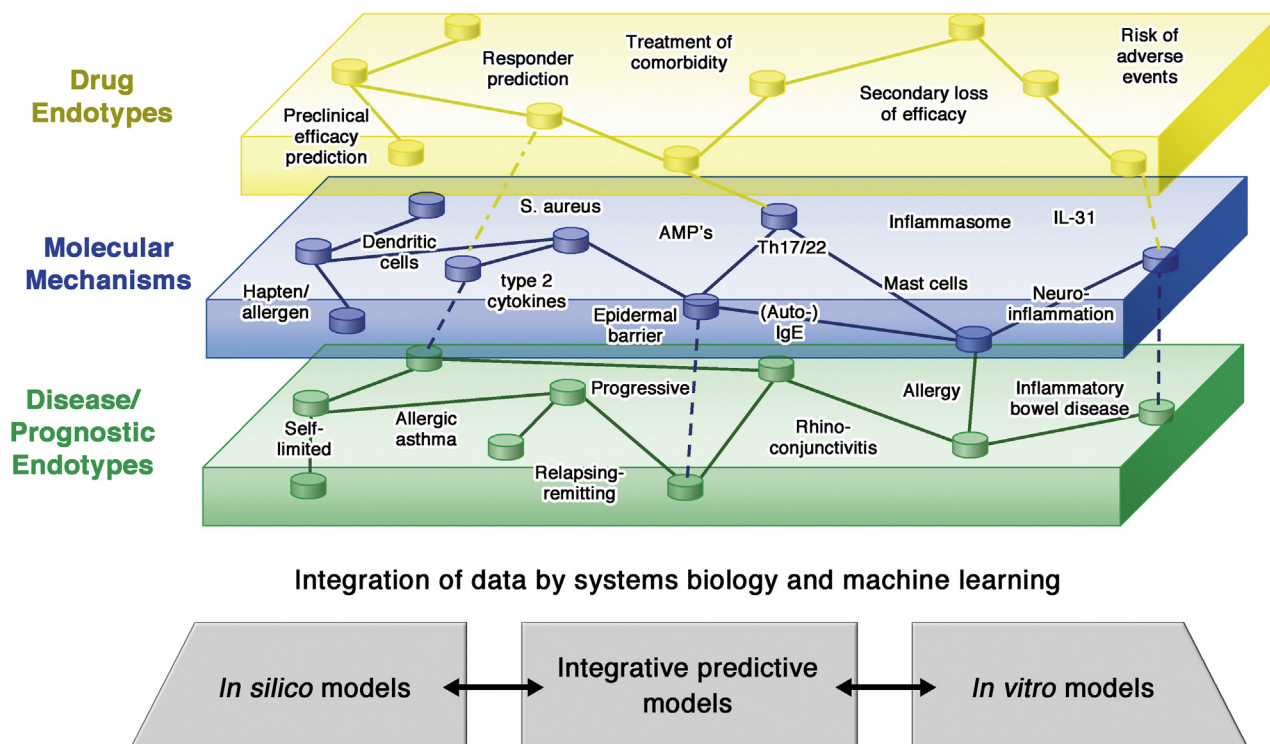 Drug
Endotypes
Preclinical
efficacy
prediction
Responder
prediction
Treatment of
comorbidity
Secondary loss
of efficacy
Risk of
adverse
events
Molecular
Mechanisms
Hapten/
allergen
Dendritic
cells
S. aureus
type 2
cytokines
AMP's
Epidermal
barrier
Th17/22
(Auto-)
IgE
Inflammasome
Mast cells
IL-31
Neuro-
inflammation
Disease/
Prognostic
Endotypes
Self-
limited
Allergic
asthma
Progressive
Relapsing-
remitting
Rhino-
conjunctivitis
Allergy
Inflammatory
bowel disease
Integration of data by systems biology and machine learning
In silico models
Integrative predictive
models
In vitro models